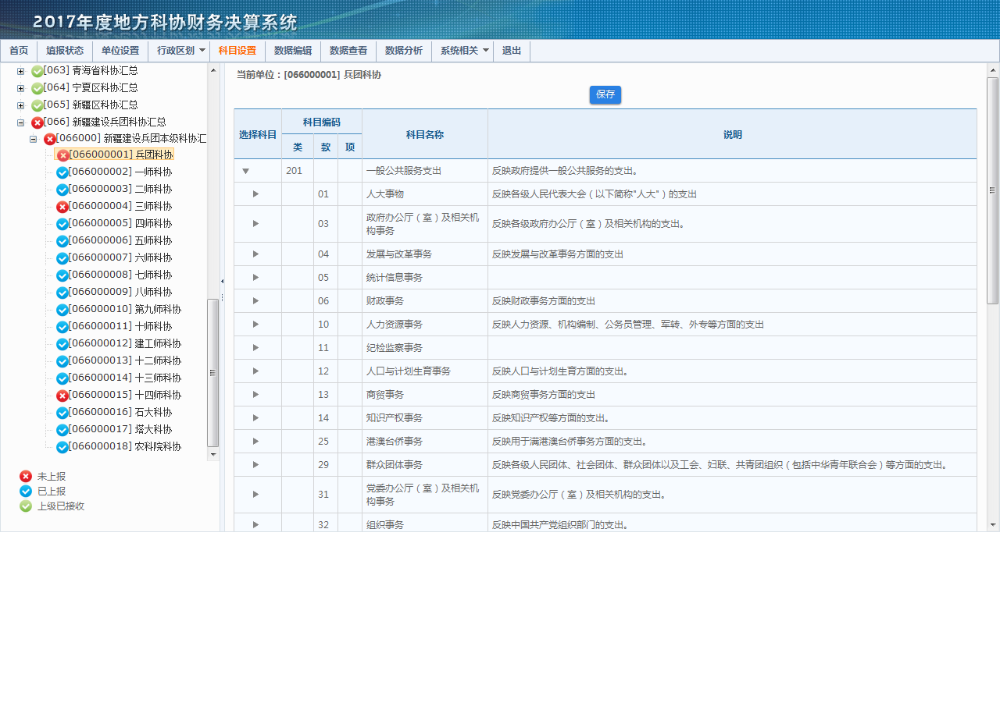 2017年度地方科协财务决算系统
首页 填报状态 单位设置 行政区划 科目设置 数据编辑 数据查看 数据分析 系统相关 退出
[063] 青海省科协汇总
[064] 宁夏区科协汇总
[065] 新疆区科协汇总
[066] 新疆建设兵团科协汇总
[066000] 新疆建设兵团本级科协汇
[066000001] 兵团科协
[066000002] 一师科协
[066000003] 二师科协
[066000004] 三师科协
[066000005] 四师科协
[066000006] 五师科协
[066000007] 六师科协
[066000008] 七师科协
[066000009] 八师科协
[066000010] 第九师科协
[066000011] 十师科协
[066000012] 建工师科协
[066000013] 十二师科协
[066000014] 十三师科协
[066000015] 十四师科协
[066000016] 石大科协
[066000017] 塔大科协
[066000018] 农科院科协
未上报
已上报
上级已接收
当前单位：[066000001] 兵团科协
保存
选择科目 科目编码 科目名称 说明
类 款 项
201 一般公共服务支出 反映政府提供一般公共服务的支出。
01 人大事物 反映各级人民代表大会（以下简称"人大"）的支出
03 政府办公厅（室）及相关机 反映各级政府办公厅（室）及相关机构的支出。
构事务
04 发展与改革事务 反映发展与改革事务方面的支出
05 统计信息事务
06 财政事务 反映财政事务方面的支出
10 人力资源事务 反映人力资源、机构编制、公务员管理、军转、外专等方面的支出
11 纪检监察事务
12 人口与计划生育事务 反映人口与计划生育方面的支出。
13 商贸事务 反映商贸事务方面的支出
14 知识产权事务 反映知识产权等方面的支出。
25 港澳台侨事务 反映用于满港澳台侨事务方面的支出。
29 群众团体事务 反映各级人民团体、社会团体、群众团体以及工会、妇联、共青团组织（包括中华青年联合会）等方面的支出。
31 党委办公厅（室）及相关机 反映党委办公厅（室）及相关机构的支出。
构事务
32 组织事务 反映中国共产党组织部门的支出。